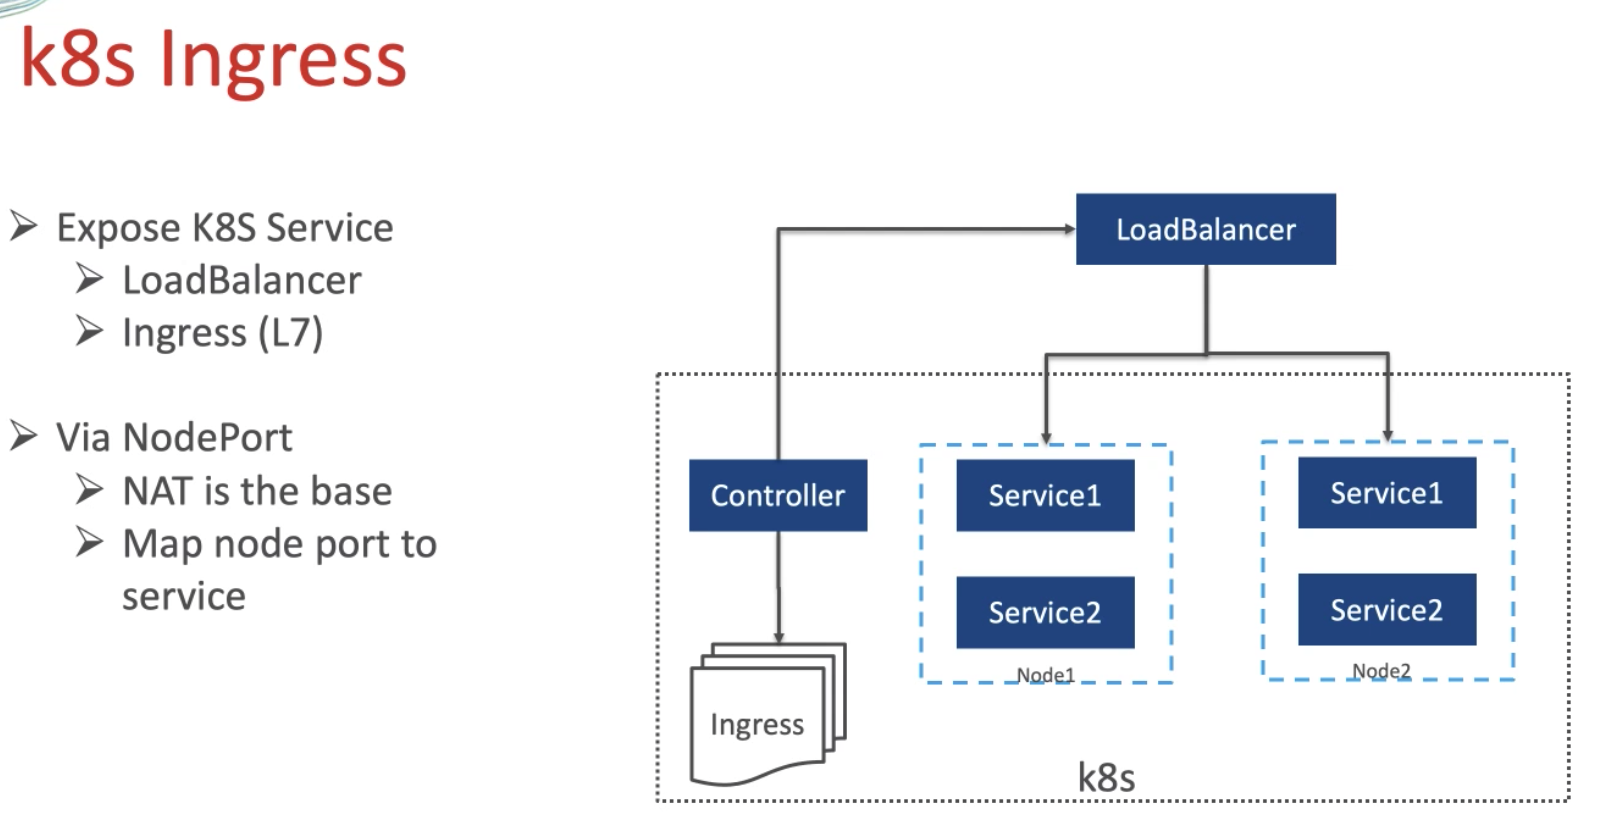 k8s Ingress
Expose K8S Service
LoadBalancer
Ingress (L7)
Via NodePort
NAT is the base
Map node port to
service
LoadBalancer
Controller
Service1
Service1
Service2
Service2
Node1
Node2
Ingress
k8s